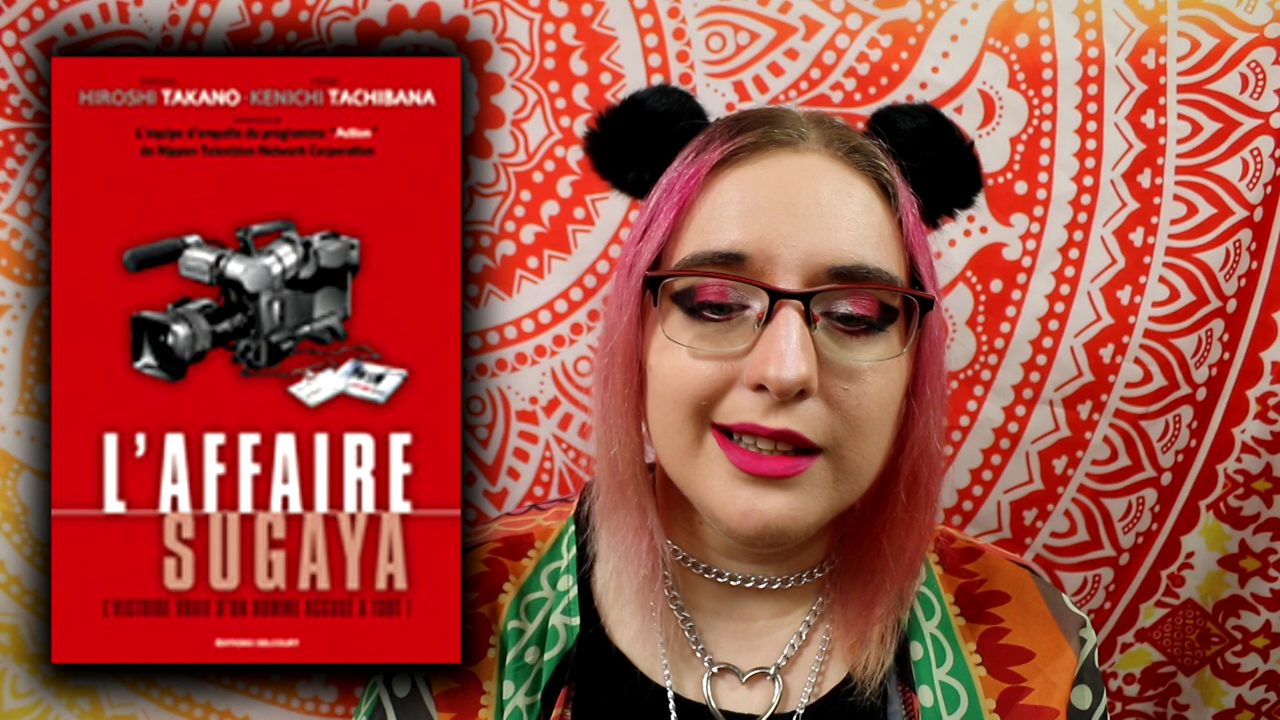 HIROSHI TAKANO · KENICHI TACHIBANA
L'équipe d'enquête du programme "Action"
de Nippon Television Network Corporation
L'AFFAIRE
SUGAYA
L'HISTOIRE VRAIE D'UN HOMME ACCUSÉ À TORT !
ÉDITIONS DELCOURT